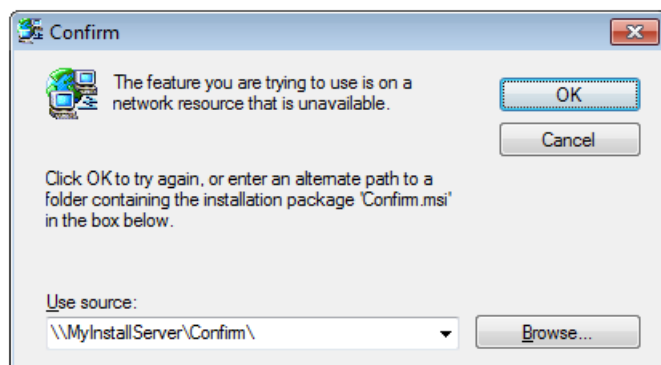 Confirm
The feature you are trying to use is on a
network resource that is unavailable.
OK
Cancel
Click OK to try again, or enter an alternate path to a
folder containing the installation package 'Confirm.msi'
in the box below.
Use source:
\\MyInstallServer\Confirm\
Browse...